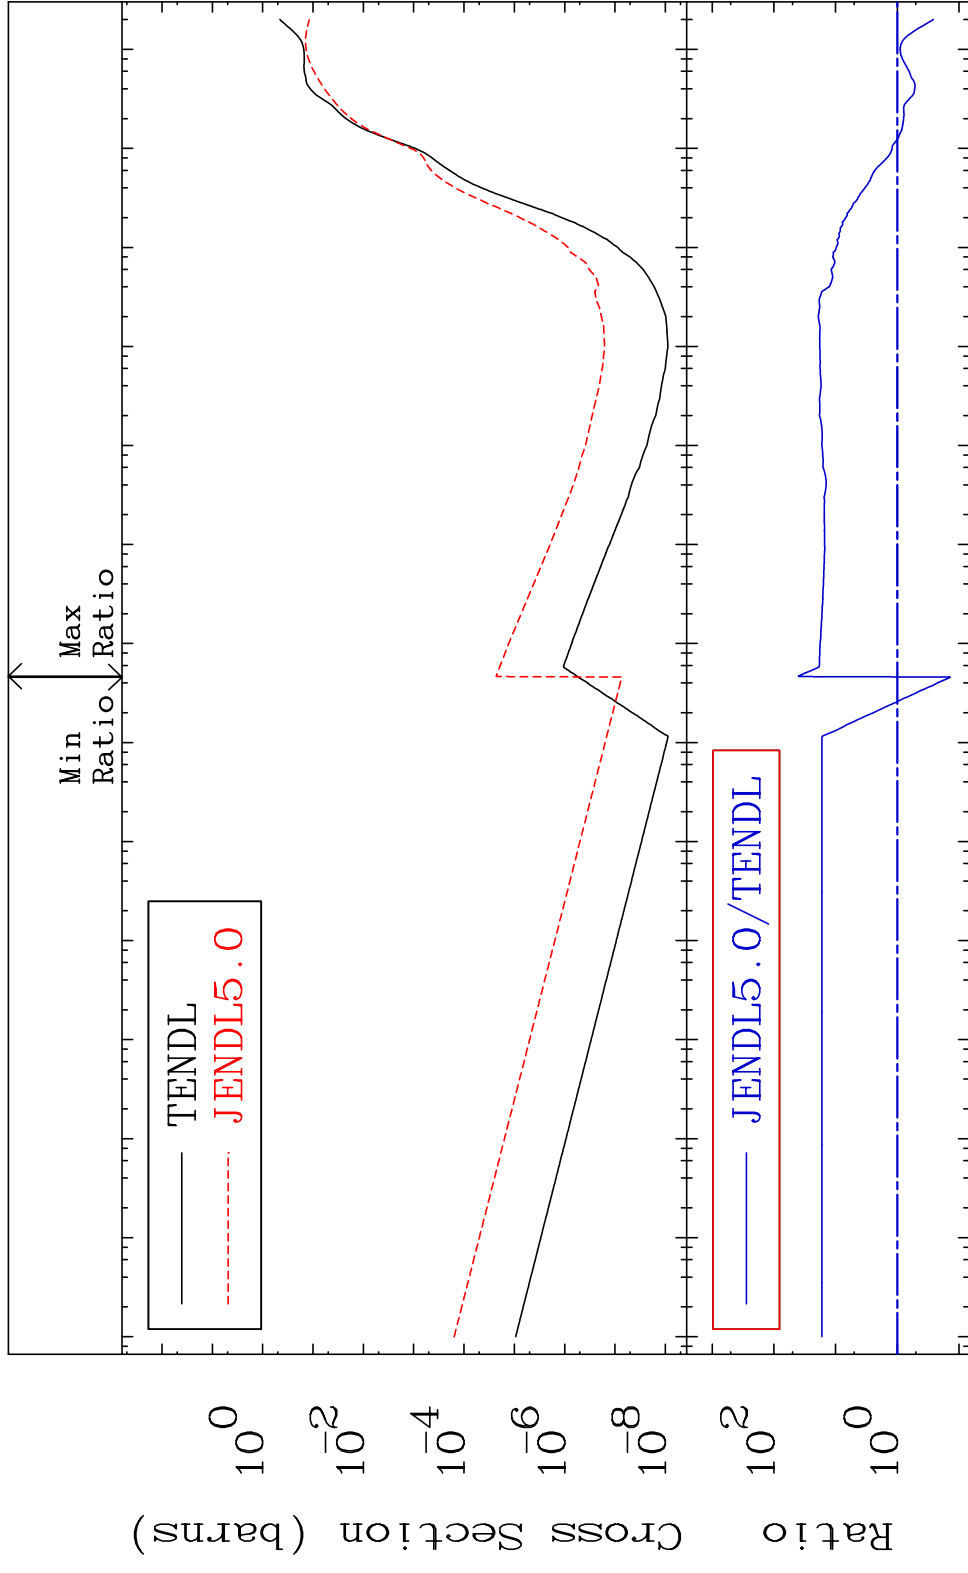 Min
Ratio
Max
Ratio
TENDL
JENDL5.0
JENDL5.0/TENDL
10 0
10 -2
10 -4
10 -6
10 -8
10 2
10 0
Cross Section (barns)
Ratio